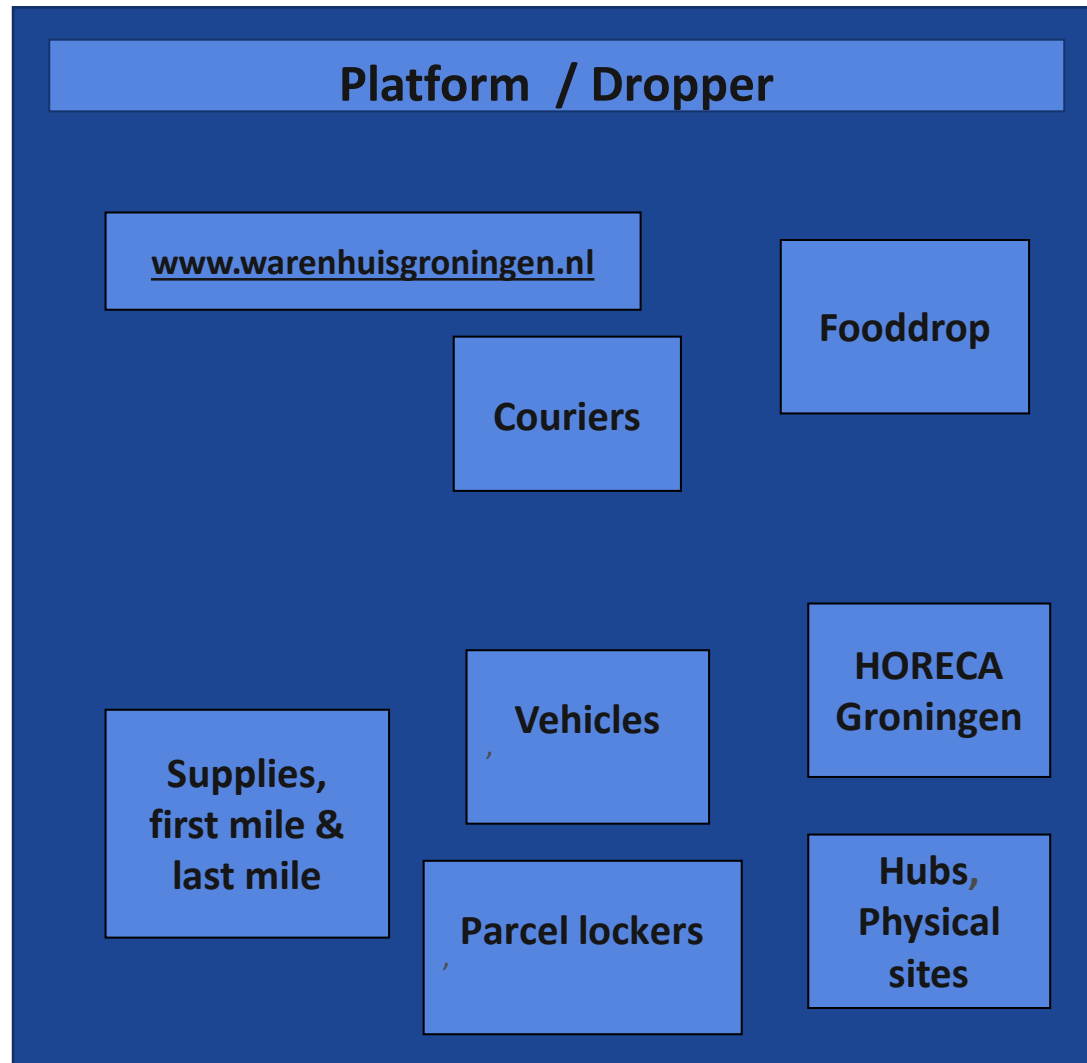 Platform / Dropper
www.warenhuisgroningen.nl
Fooddrop
Couriers
HORECA
Groningen
Vehicles
,
Supplies,
first mile &
last mile
Hubs,
Physical
sites
Parcel lockers
,